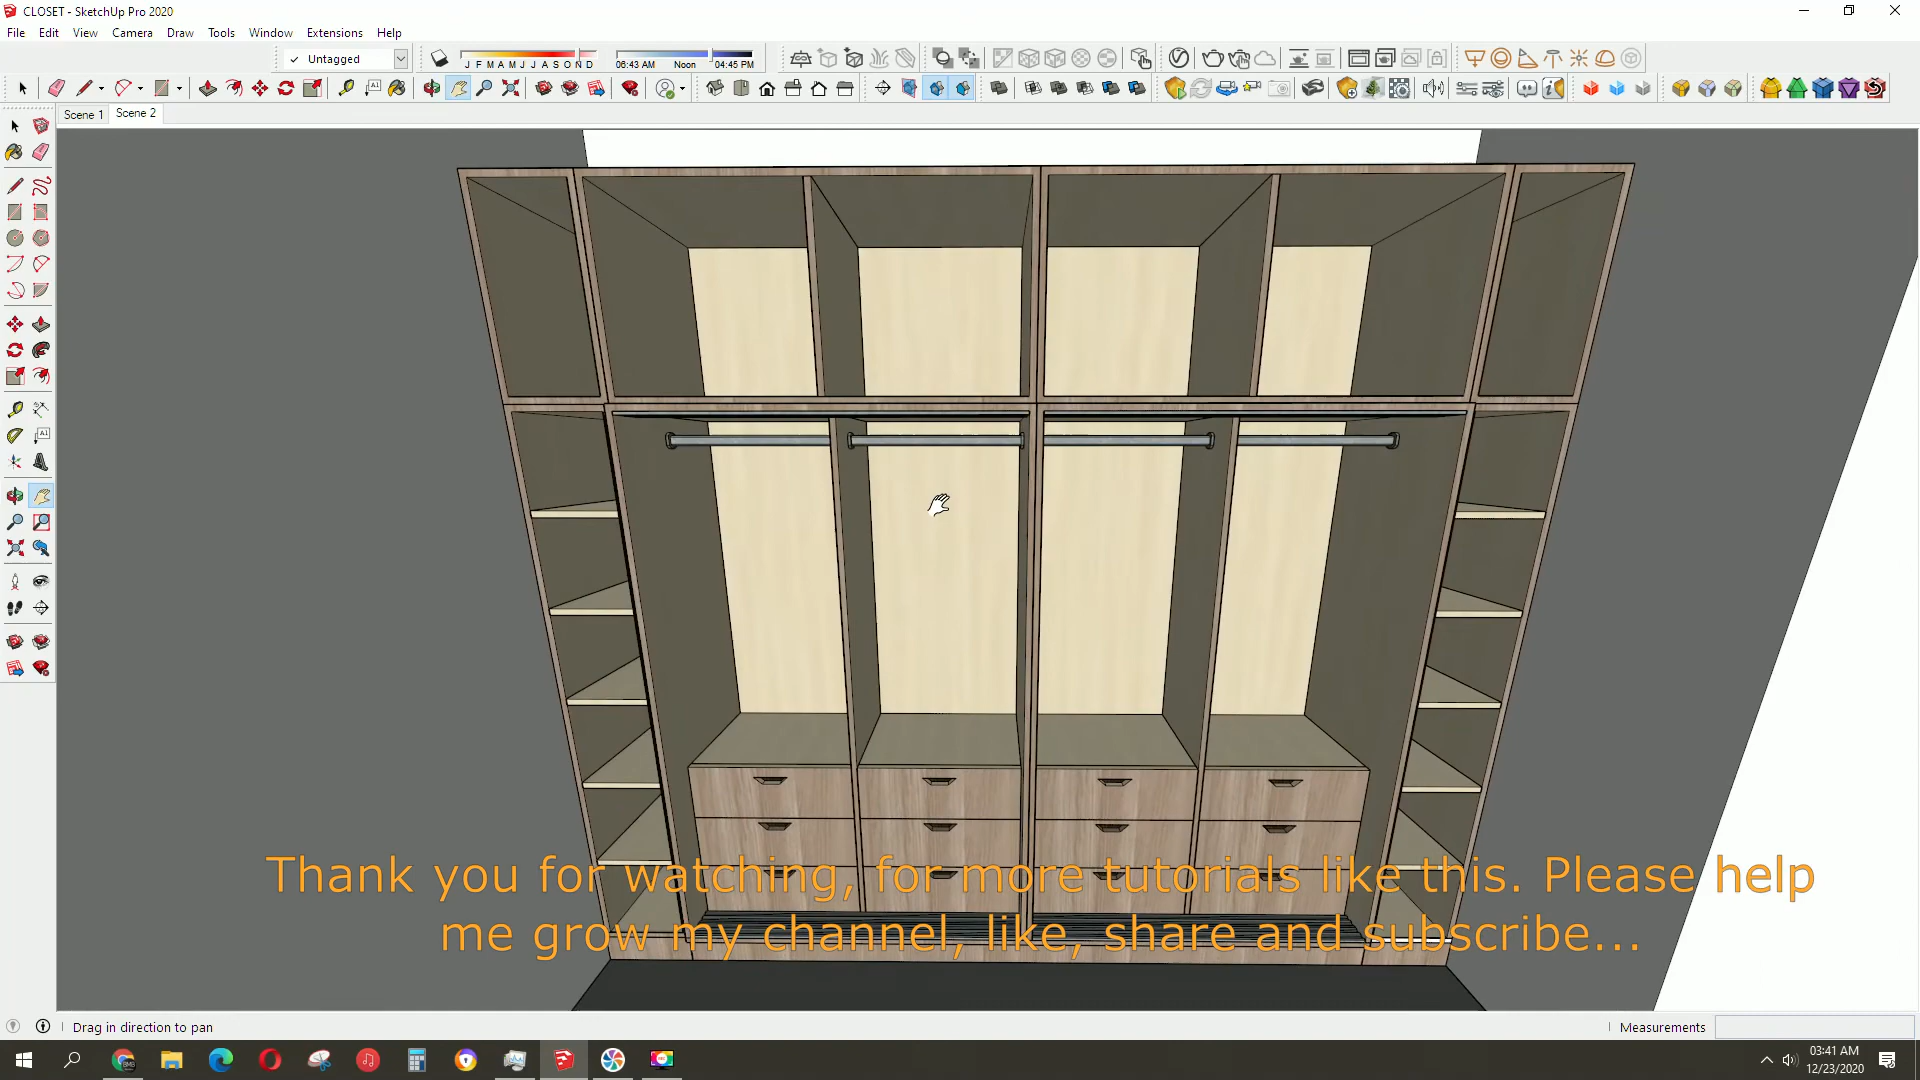 CLOSET - SketchUp Pro 2020
File Edit View Camera Draw Tools Window Extensions Help
Untagged
J F M A M J J A S O N D
06:43 AM Noon 04:45 PM
Scene 1 Scene 2
Thank you for watching, for more tutorials like this. Please help
me grow my channel, like, share and subscribe...
Drag in direction to pan
Measurements
03:41 AM
12/23/2020